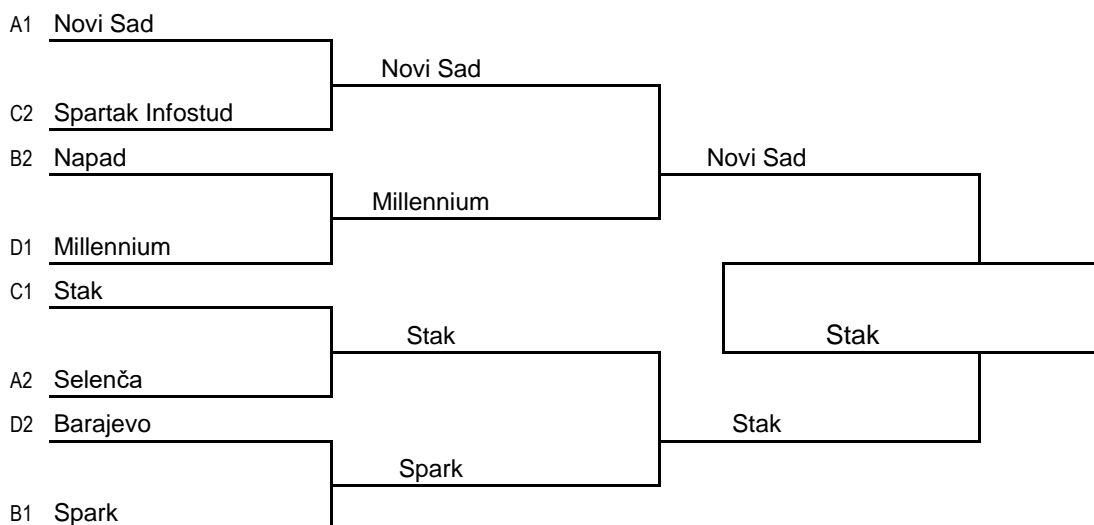 A1 Novi Sad
Novi Sad
C2 Spartak Infostud
B2 Napad
Novi Sad
Millennium
D1 Millennium
C1 Stak
Stak
Stak
A2 Selenča
D2 Barajevo
Stak
Spark
B1 Spark